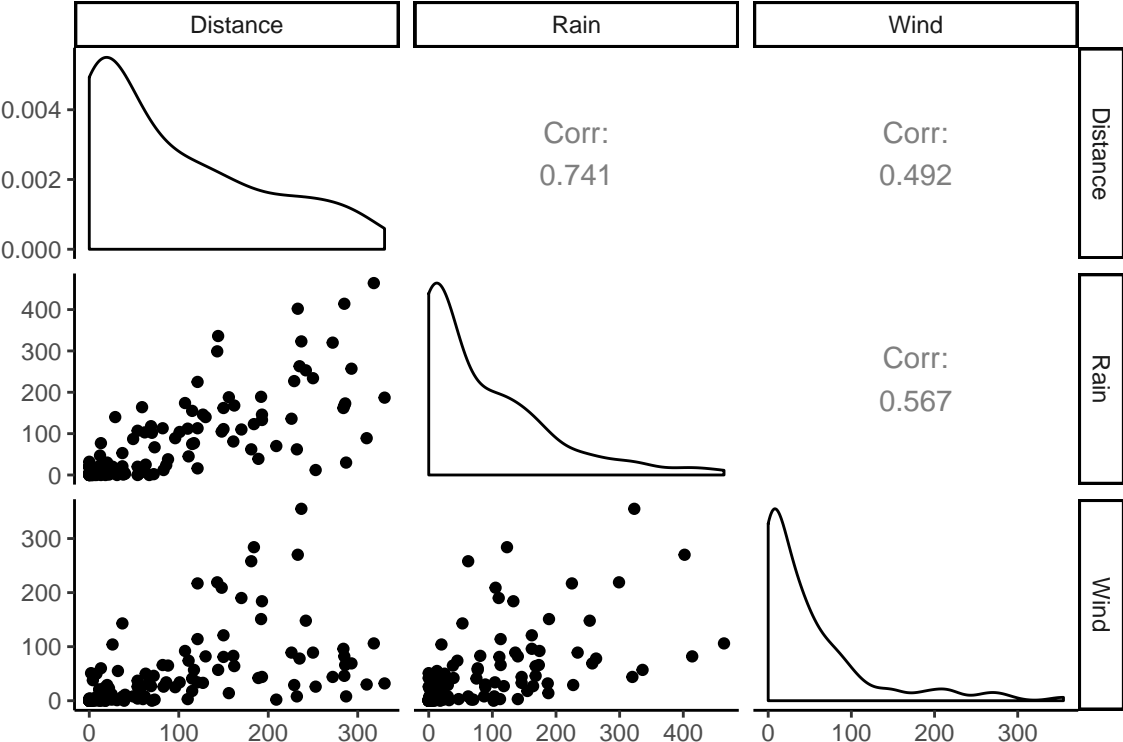 Distance Rain Wind
0.004
0.002
0.000
Corr:
0.741
Corr:
0.492
Distance
400
300
200
100
0
Corr:
0.567
Rain
300
200
100
0
Wind
0 100 200 300
0 100 200 300 400
0 100 200 300